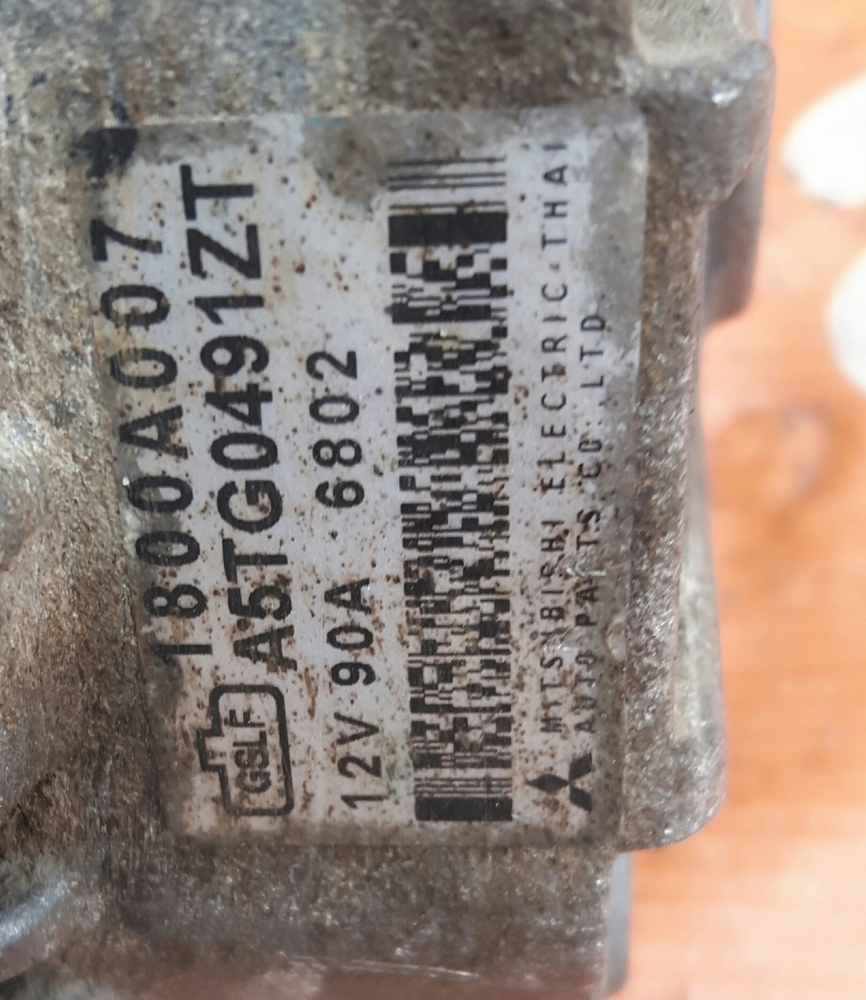 1800A007
A5TG0491ZT
GSLF
12V 90A 6802
MITSUBISHI ELECTRIC THAI
AUTO PARTS CO.,LTD.